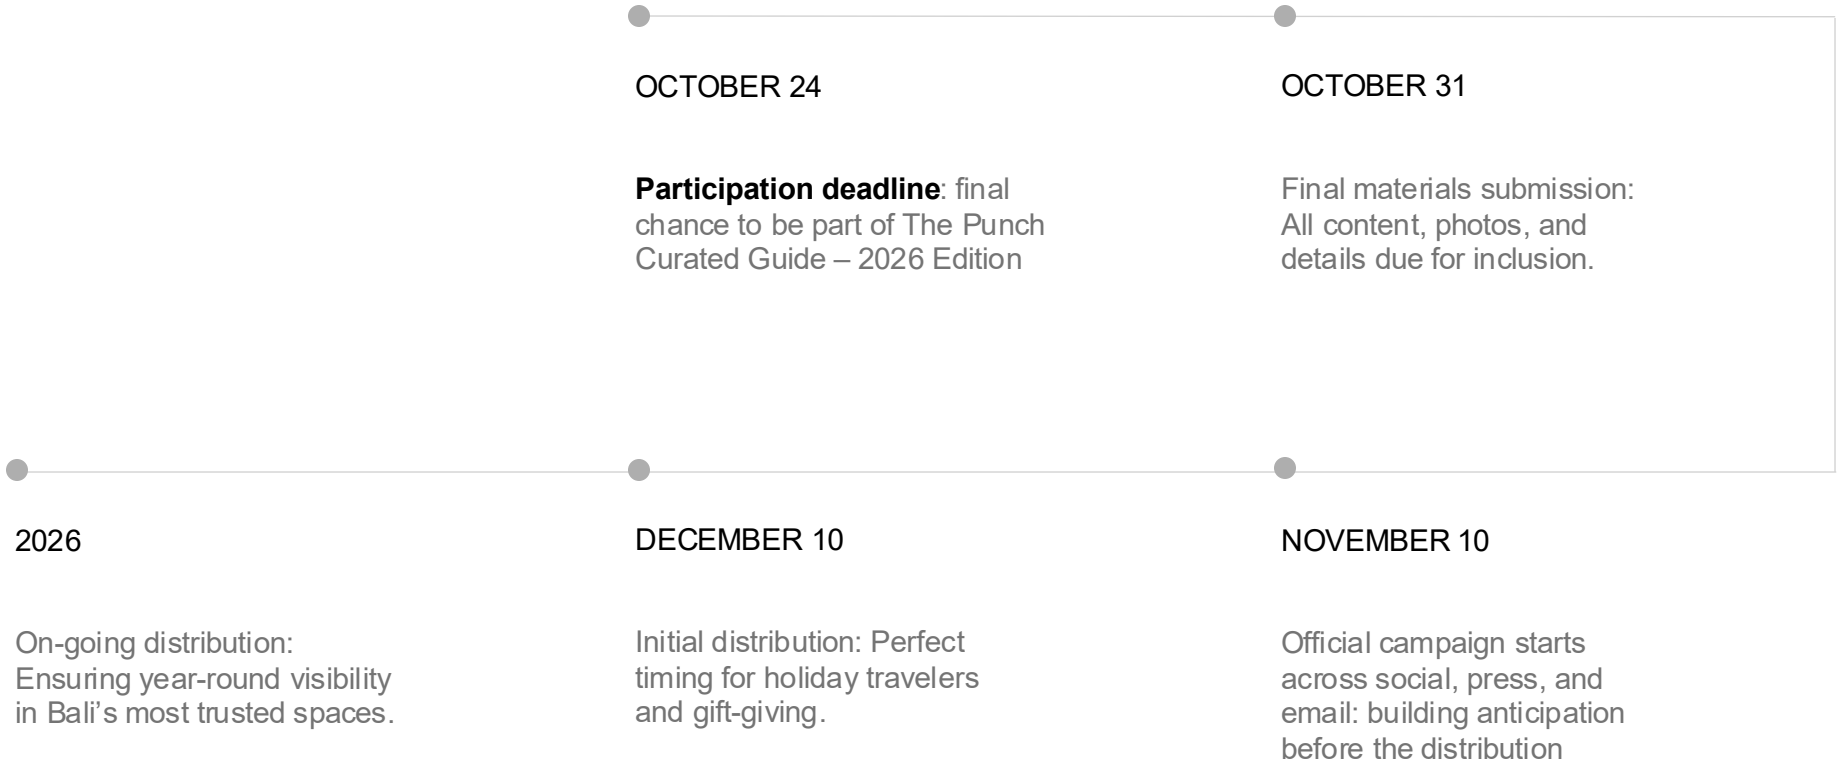 OCTOBER 24
Participation deadline: final
chance to be part of The Punch
Curated Guide – 2026 Edition
OCTOBER 31
Final materials submission:
All content, photos, and
details due for inclusion.
2026
On-going distribution:
Ensuring year-round visibility
in Bali’s most trusted spaces.
DECEMBER 10
Initial distribution: Perfect
timing for holiday travelers
and gift-giving.
NOVEMBER 10
Official campaign starts
across social, press, and
email: building anticipation
before the distribution